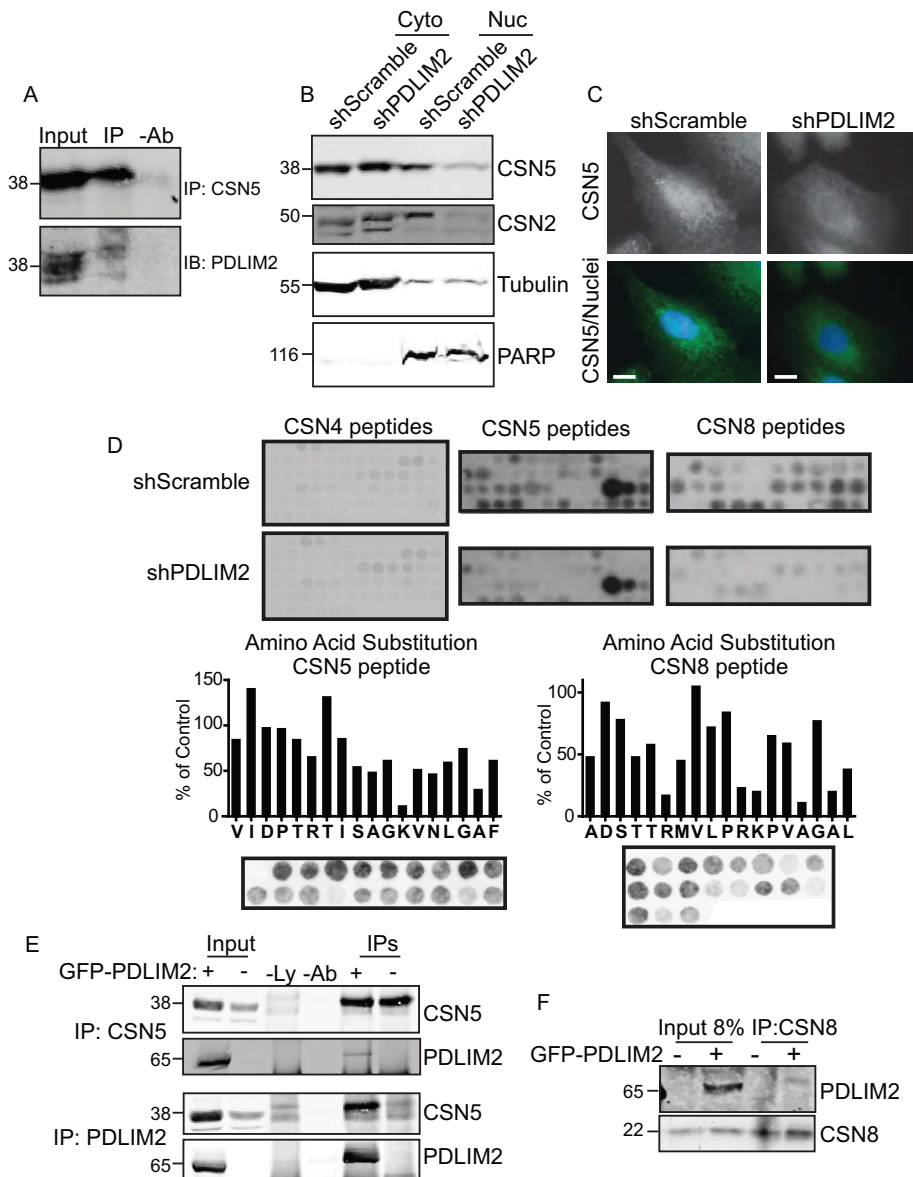 A
Input IP -Ab
38
IP: CSN5
38
IB: PDLIM2
B
Cyto Nuc
shScramble
shPDLIM2
shScramble
shPDLIM2
38 CSN5
50 CSN2
55 Tubulin
116 PARP
C
shScramble shPDLIM2
CSN5
CSN5/Nuclei
D
CSN4 peptides CSN5 peptides CSN8 peptides
shScramble
shPDLIM2
Amino Acid Substitution
CSN5 peptide
% of Control
150
100
50
0
V I D P T R T I S A G K V N L G A F
Amino Acid Substitution
CSN8 peptide
% of Control
100
50
0
A D S T T R M V L P R K P V A G A L
E
Input IPs
GFP-PDLIM2: + - -Ly -Ab + -
IP: CSN5
38 CSN5
65 PDLIM2
IP: PDLIM2
38 CSN5
65 PDLIM2
F
Input 8% IP:CSN8
GFP-PDLIM2 - + - +
65 PDLIM2
22 CSN8